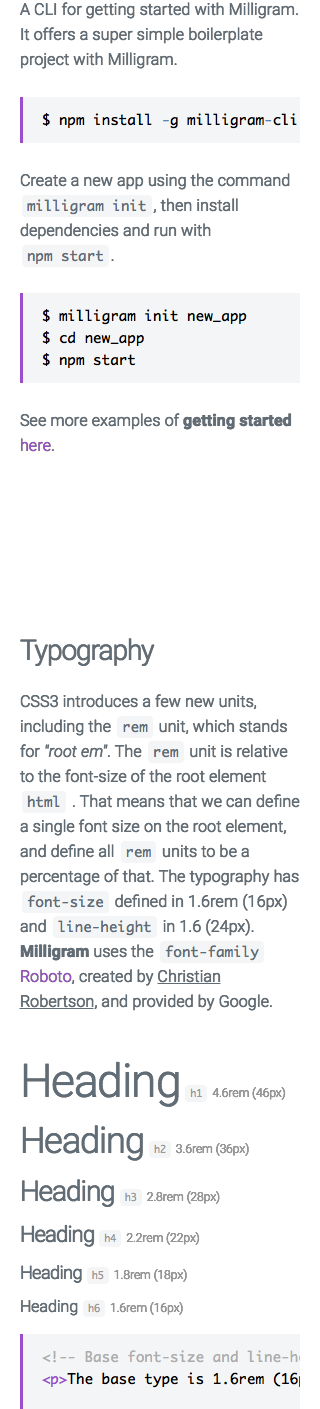 A CLI for getting started with Milligram.
It offers a super simple boilerplate
project with Milligram.
$ npm install -g milligram-cli
Create a new app using the command
milligram init , then install
dependencies and run with
npm start .
$ milligram init new_app
$ cd new_app
$ npm start
See more examples of getting started
here.
Typography
CSS3 introduces a few new units,
including the rem unit, which stands
for "root em". The rem unit is relative
to the font-size of the root element
html . That means that we can define
a single font size on the root element,
and define all rem units to be a
percentage of that. The typography has
font-size defined in 1.6rem (16px)
and line-height in 1.6 (24px).
Milligram uses the font-family
Roboto, created by Christian
Robertson, and provided by Google.
Heading h1 4.6rem (46px)
Heading h2 3.6rem (36px)
Heading h3 2.8rem (28px)
Heading h4 2.2rem (22px)
Heading h5 1.8rem (18px)
Heading h6 1.6rem (16px)
<!-- Base font-size and line-h
<p>The base type is 1.6rem (16p